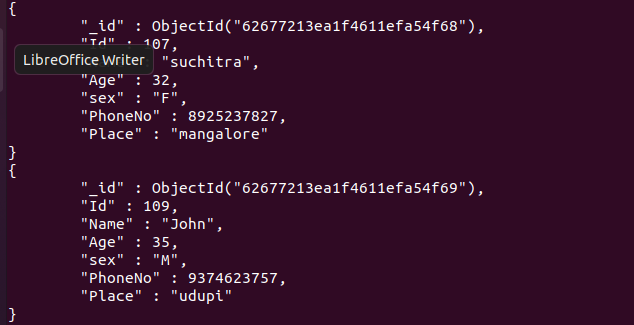 {
"_id" : ObjectId("62677213ea1f4611efa54f68"),
"Id" : 107,
LibreOffice Writer "suchitra",
"Age" : 32,
"sex" : "F",
"PhoneNo" : 8925237827,
"Place" : "mangalore"
}
{
"_id" : ObjectId("62677213ea1f4611efa54f69"),
"Id" : 109,
"Name" : "John",
"Age" : 35,
"sex" : "M",
"PhoneNo" : 9374623757,
"Place" : "udupi"
}